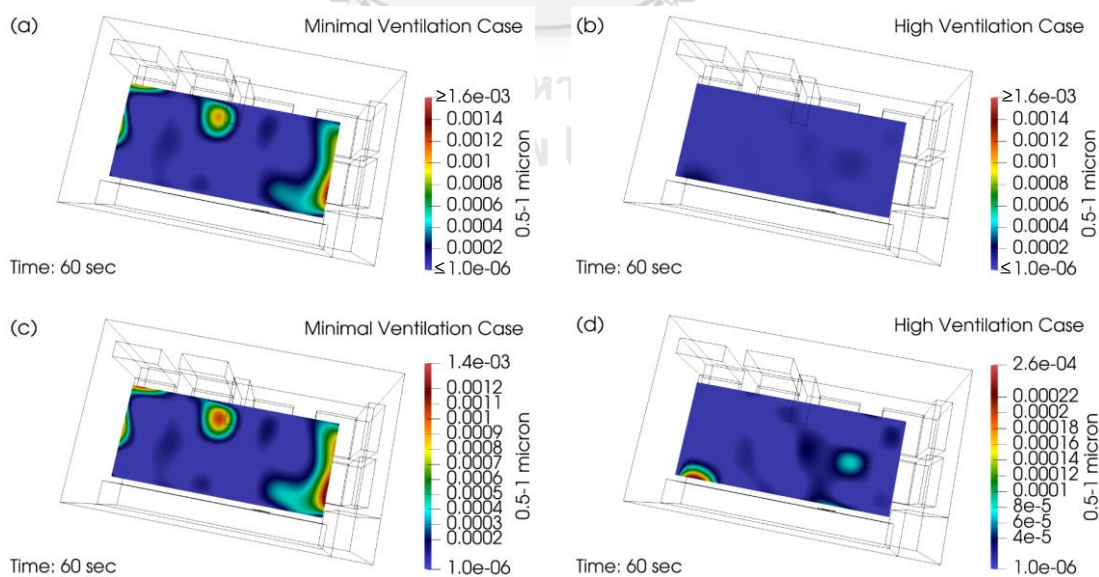 (a) Minimal Ventilation Case
≥1.6e-03
0.0014
0.0012
0.001
0.0008
0.0006
0.0004
0.0002
≤1.0e-06
0.5-1 micron
Time: 60 sec
(b) High Ventilation Case
≥1.6e-03
0.0014
0.0012
0.001
0.0008
0.0006
0.0004
0.0002
≤1.0e-06
0.5-1 micron
Time: 60 sec
(c) Minimal Ventilation Case
1.4e-03
0.0012
0.0011
0.001
0.0009
0.0007
0.0006
0.0005
0.0003
0.0002
1.0e-06
0.5-1 micron
Time: 60 sec
(d) High Ventilation Case
2.6e-04
0.00022
0.0002
0.00018
0.00016
0.00014
0.00012
0.0001
8e-5
6e-5
4e-5
1.0e-06
0.5-1 micron
Time: 60 sec